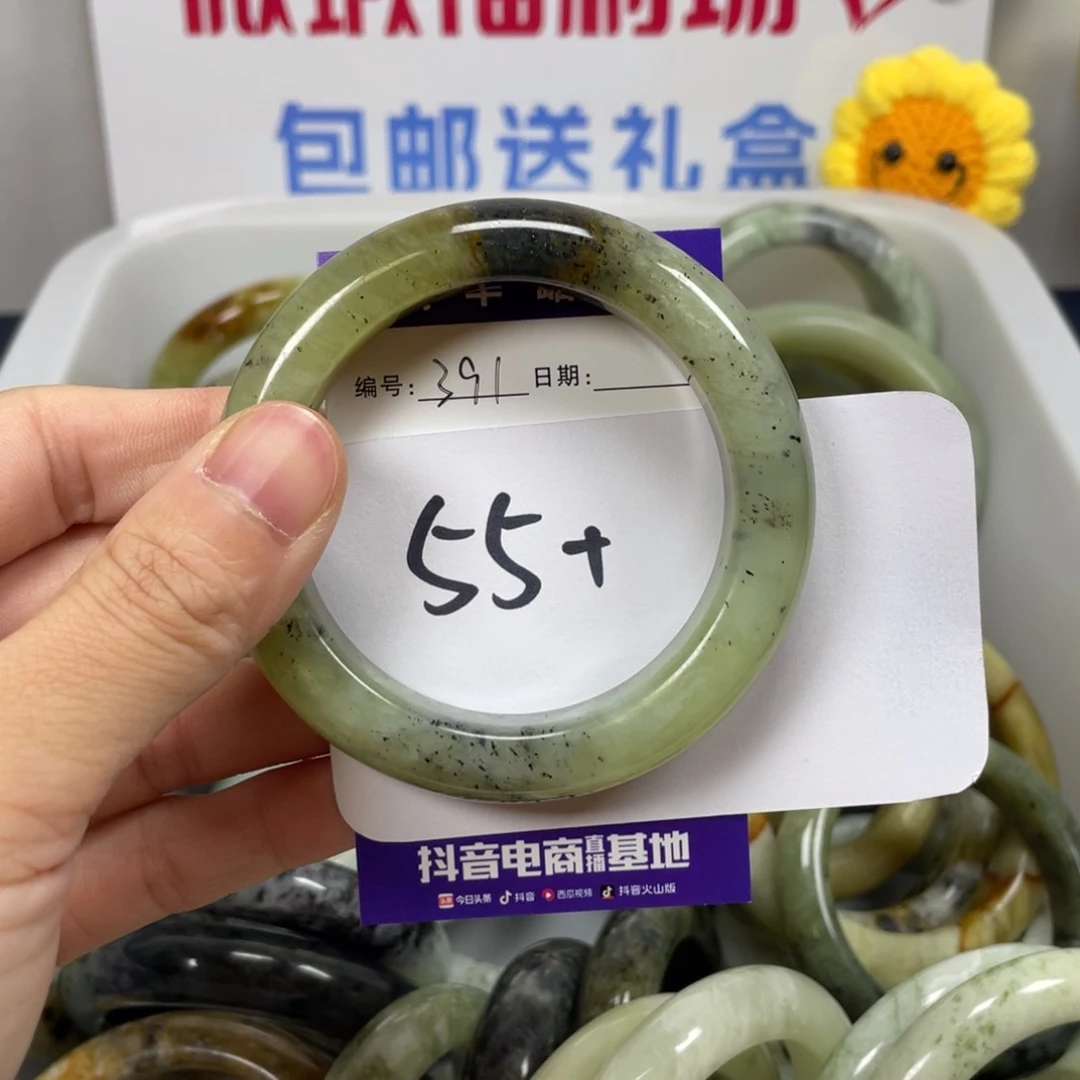 包邮送礼盒
编号: 391 日期:
55+
抖音电商直播基地
今日头条 抖音 西瓜视频 抖音火山版